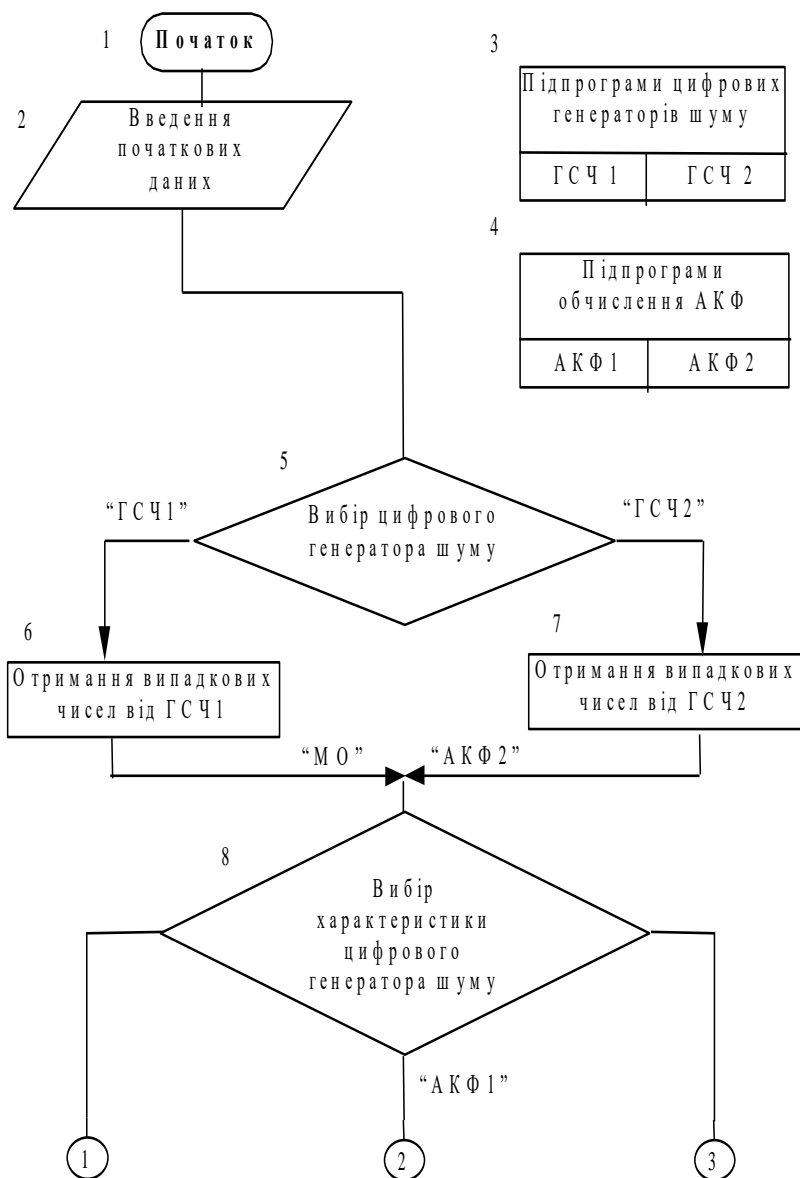 1
Початок
2
Введення
початкових
даних
3
Підпрограми цифрових
генераторів шуму
ГСЧ 1
ГСЧ 2
4
Підпрограми
обчислення АКФ
АКФ1
АКФ2
5
Вибір цифрового
генератора шуму
“ГСЧ1”
“ГСЧ2”
6
Отримання випадкових
чисел від ГСЧ1
7
Отримання випадкових
чисел від ГСЧ2
“МО”
“АКФ2”
8
Вибір
характеристики
цифрового
генератора шуму
“АКФ1”
1
2
3